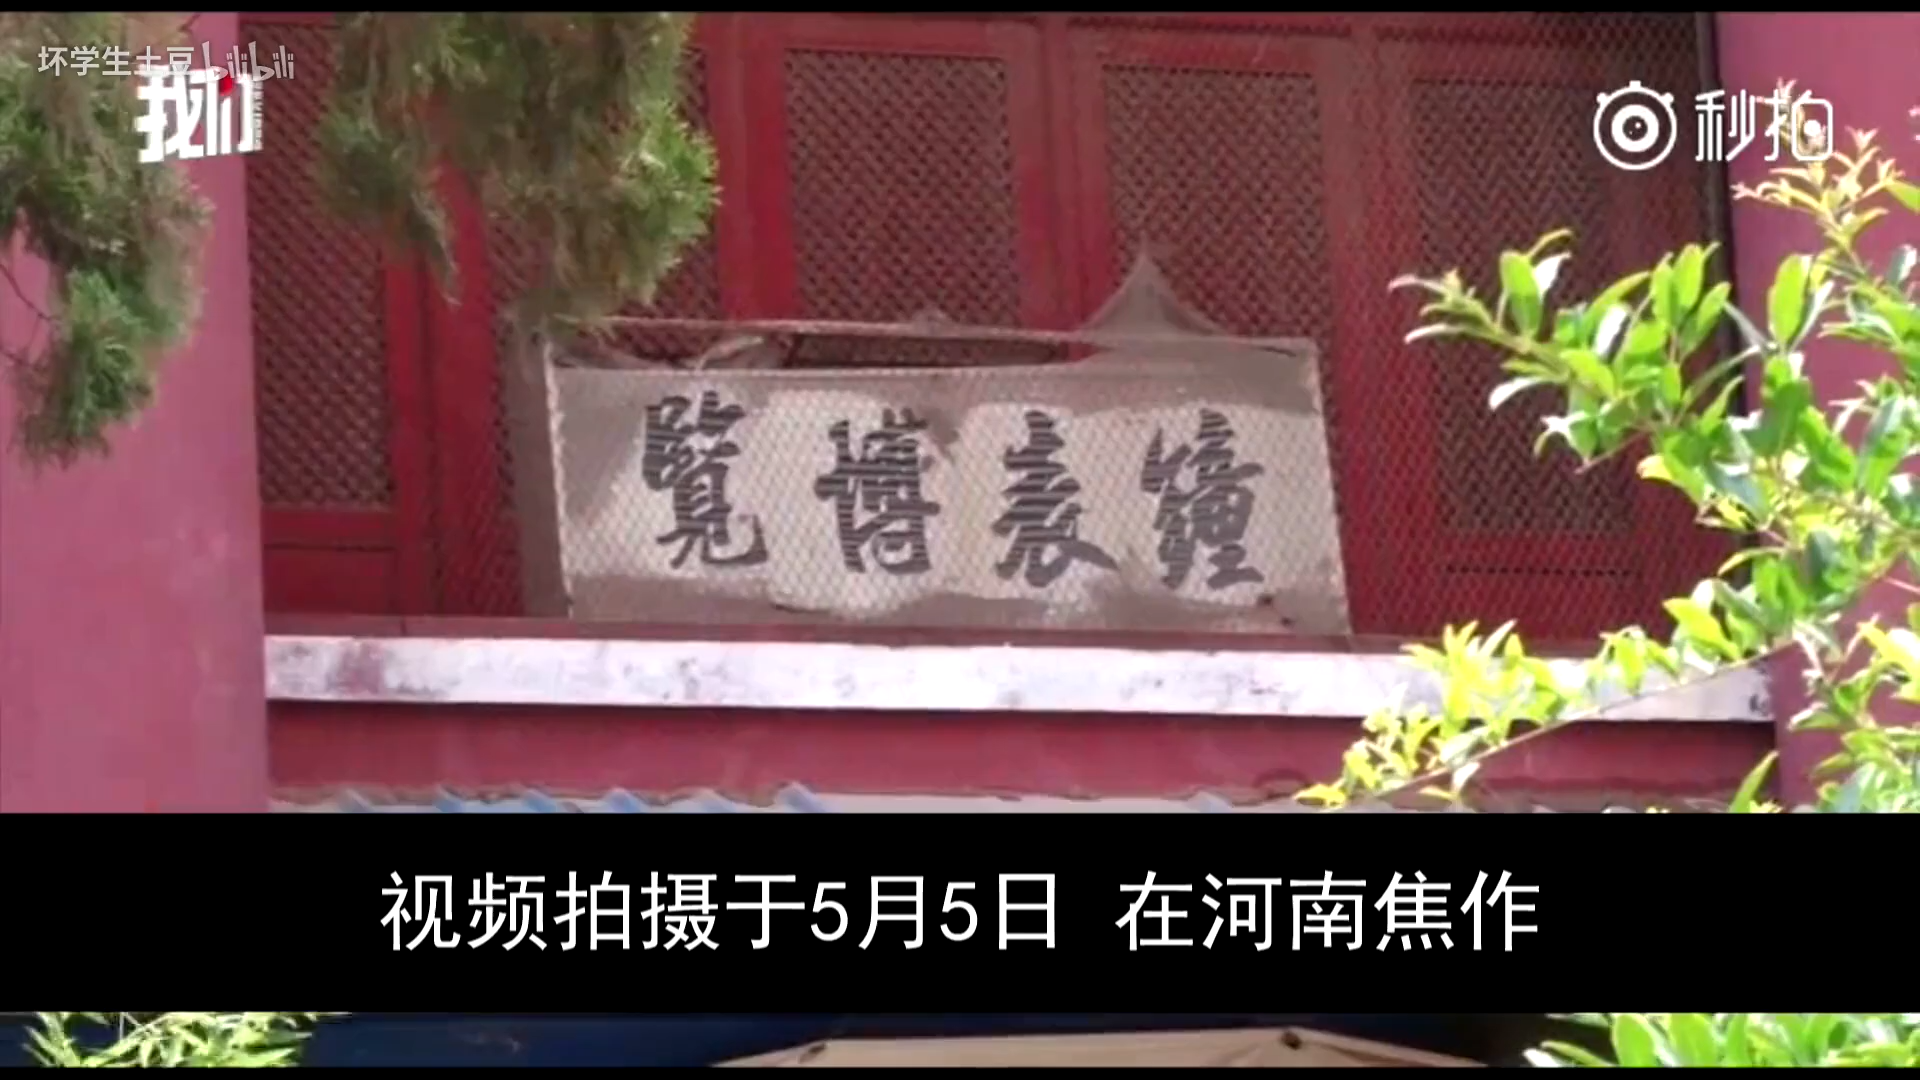 坏学生土豆 bilibili
我们
秒拍
鐘表博覽
视频拍摄于5月5日 在河南焦作